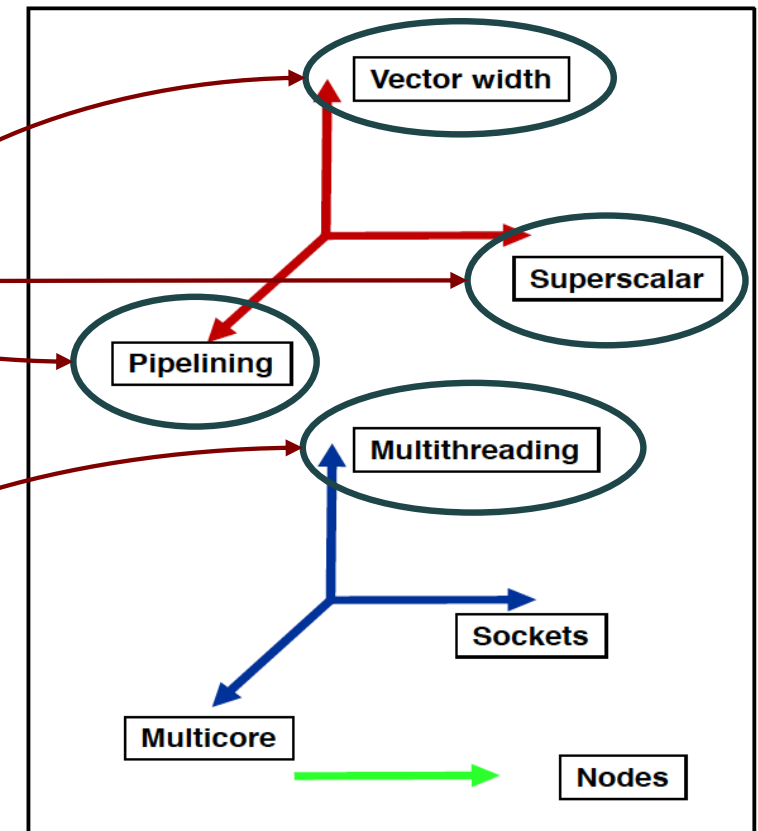 Vector width
Superscalar
Pipelining
Multithreading
Sockets
Multicore
Nodes